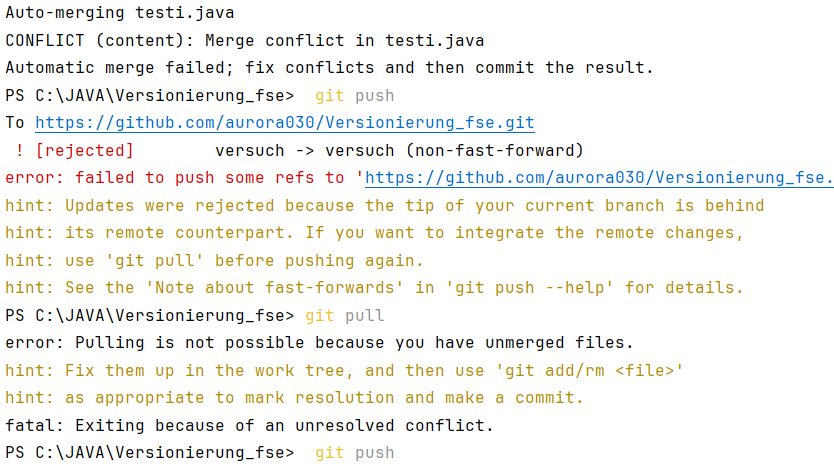 Auto-merging testi.java
CONFLICT (content): Merge conflict in testi.java
Automatic merge failed; fix conflicts and then commit the result.
PS C:\JAVA\Versionierung_fse>  git push
To https://github.com/aurora030/Versionierung_fse.git
 ! [rejected]        versuch -> versuch (non-fast-forward)
error: failed to push some refs to 'https://github.com/aurora030/Versionierung_fse.
hint: Updates were rejected because the tip of your current branch is behind
hint: its remote counterpart. If you want to integrate the remote changes,
hint: use 'git pull' before pushing again.
hint: See the 'Note about fast-forwards' in 'git push --help' for details.
PS C:\JAVA\Versionierung_fse> git pull
error: Pulling is not possible because you have unmerged files.
hint: Fix them up in the work tree, and then use 'git add/rm <file>'
hint: as appropriate to mark resolution and make a commit.
fatal: Exiting because of an unresolved conflict.
PS C:\JAVA\Versionierung_fse>  git push